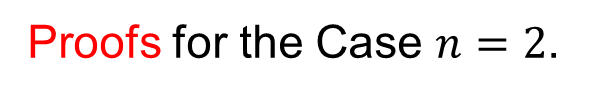 Proofs for the Case n = 2.